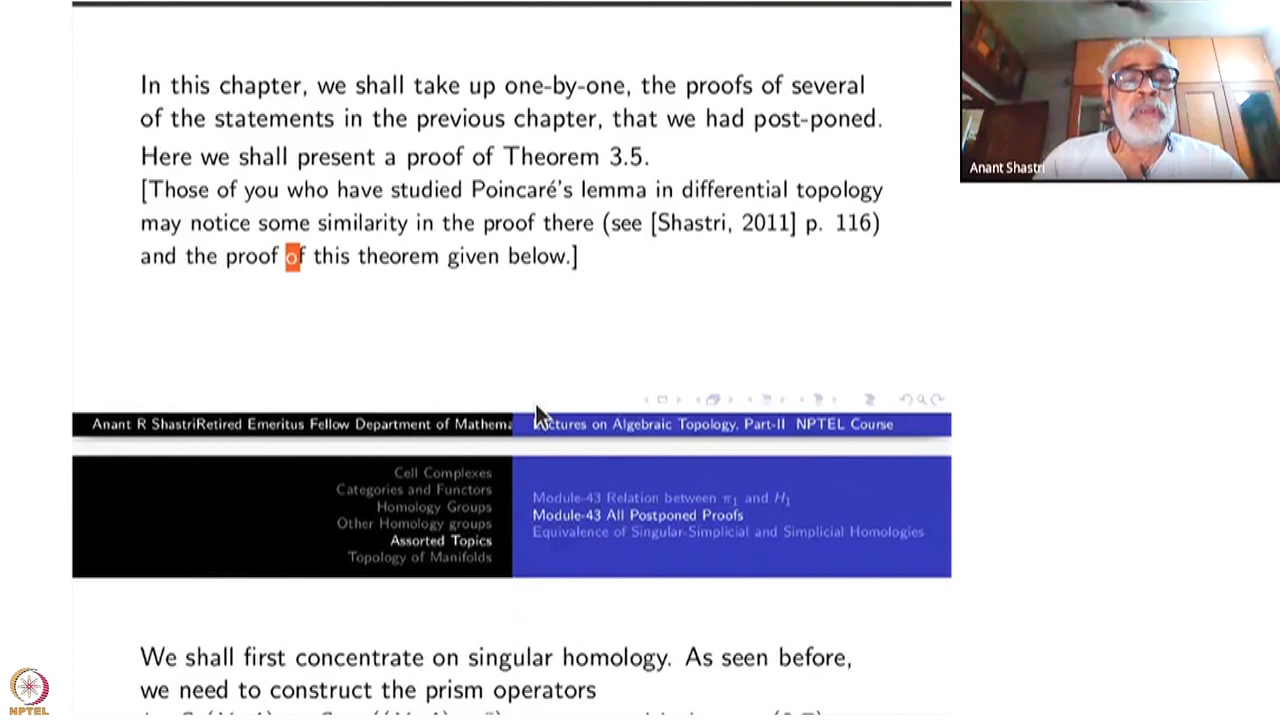 In this chapter, we shall take up one-by-one, the proofs of several
of the statements in the previous chapter, that we had post-poned.
Here we shall present a proof of Theorem 3.5.
[Those of you who have studied Poincaré's lemma in differential topology
may notice some similarity in the proof there (see [Shastri, 2011] p. 116)
and the proof of this theorem given below.]
Anant Shastri
Anant R ShastriRetired Emeritus Fellow Department of Mathema
Lectures on Algebraic Topology, Part-II NPTEL Course
Cell Complexes
Categories and Functors
Homology Groups
Other Homology groups
Assorted Topics
Topology of Manifolds
Module-43 Relation between π₁ and H₁
Module-43 All Postponed Proofs
Equivalence of Singular-Simplicial and Simplicial Homologies
We shall first concentrate on singular homology. As seen before,
we need to construct the prism operators
NPTEL